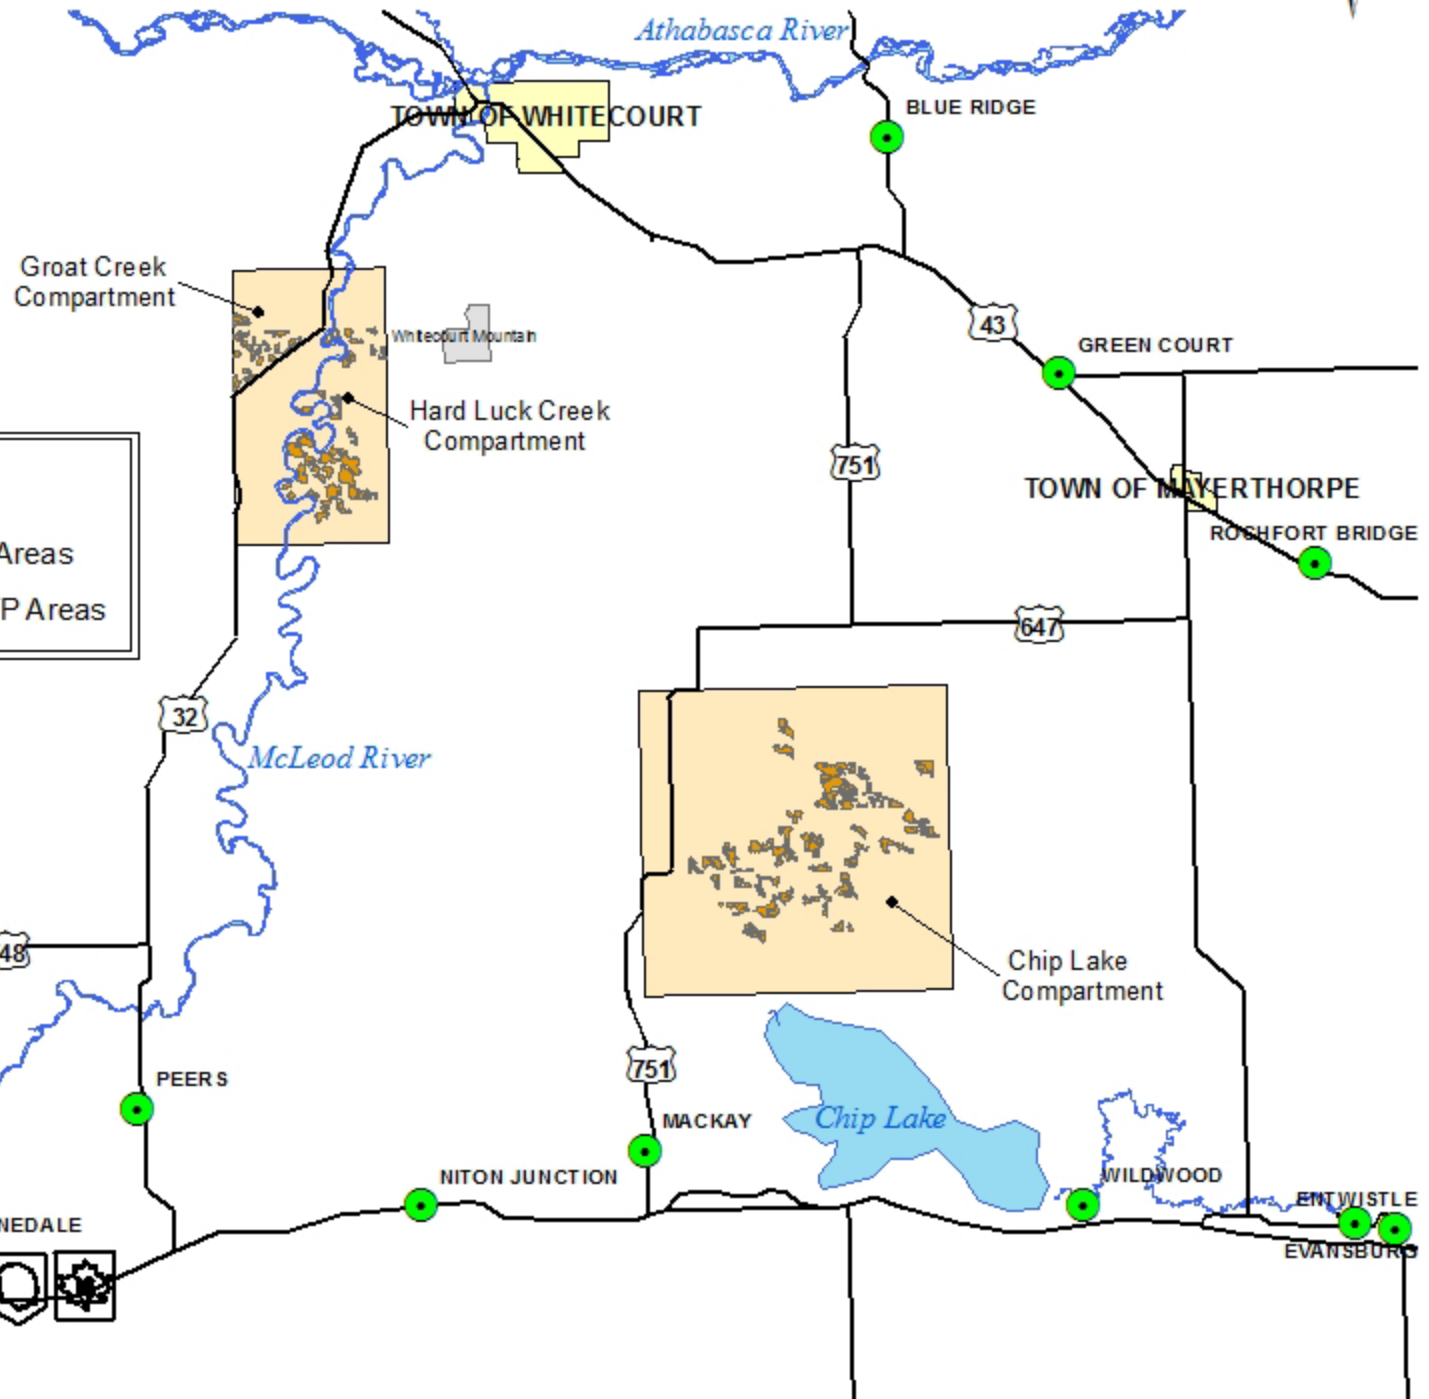 Athabasca River
BLUE RIDGE
TOWN OF WHITECOURT
Groat Creek
Compartment
43
Whitecourt Mountain
GREEN COURT
Hard Luck Creek
Compartment
751
TOWN OF MAYERTHORPE
ROCHFORT BRIDGE
Areas
P Areas
647
32
McLeod River
48
Chip Lake
Compartment
751
PEERS
MACKAY
Chip Lake
NITON JUNCTION
WILDWOOD
ENTWISTLE
NEDALE
EVANSBURG